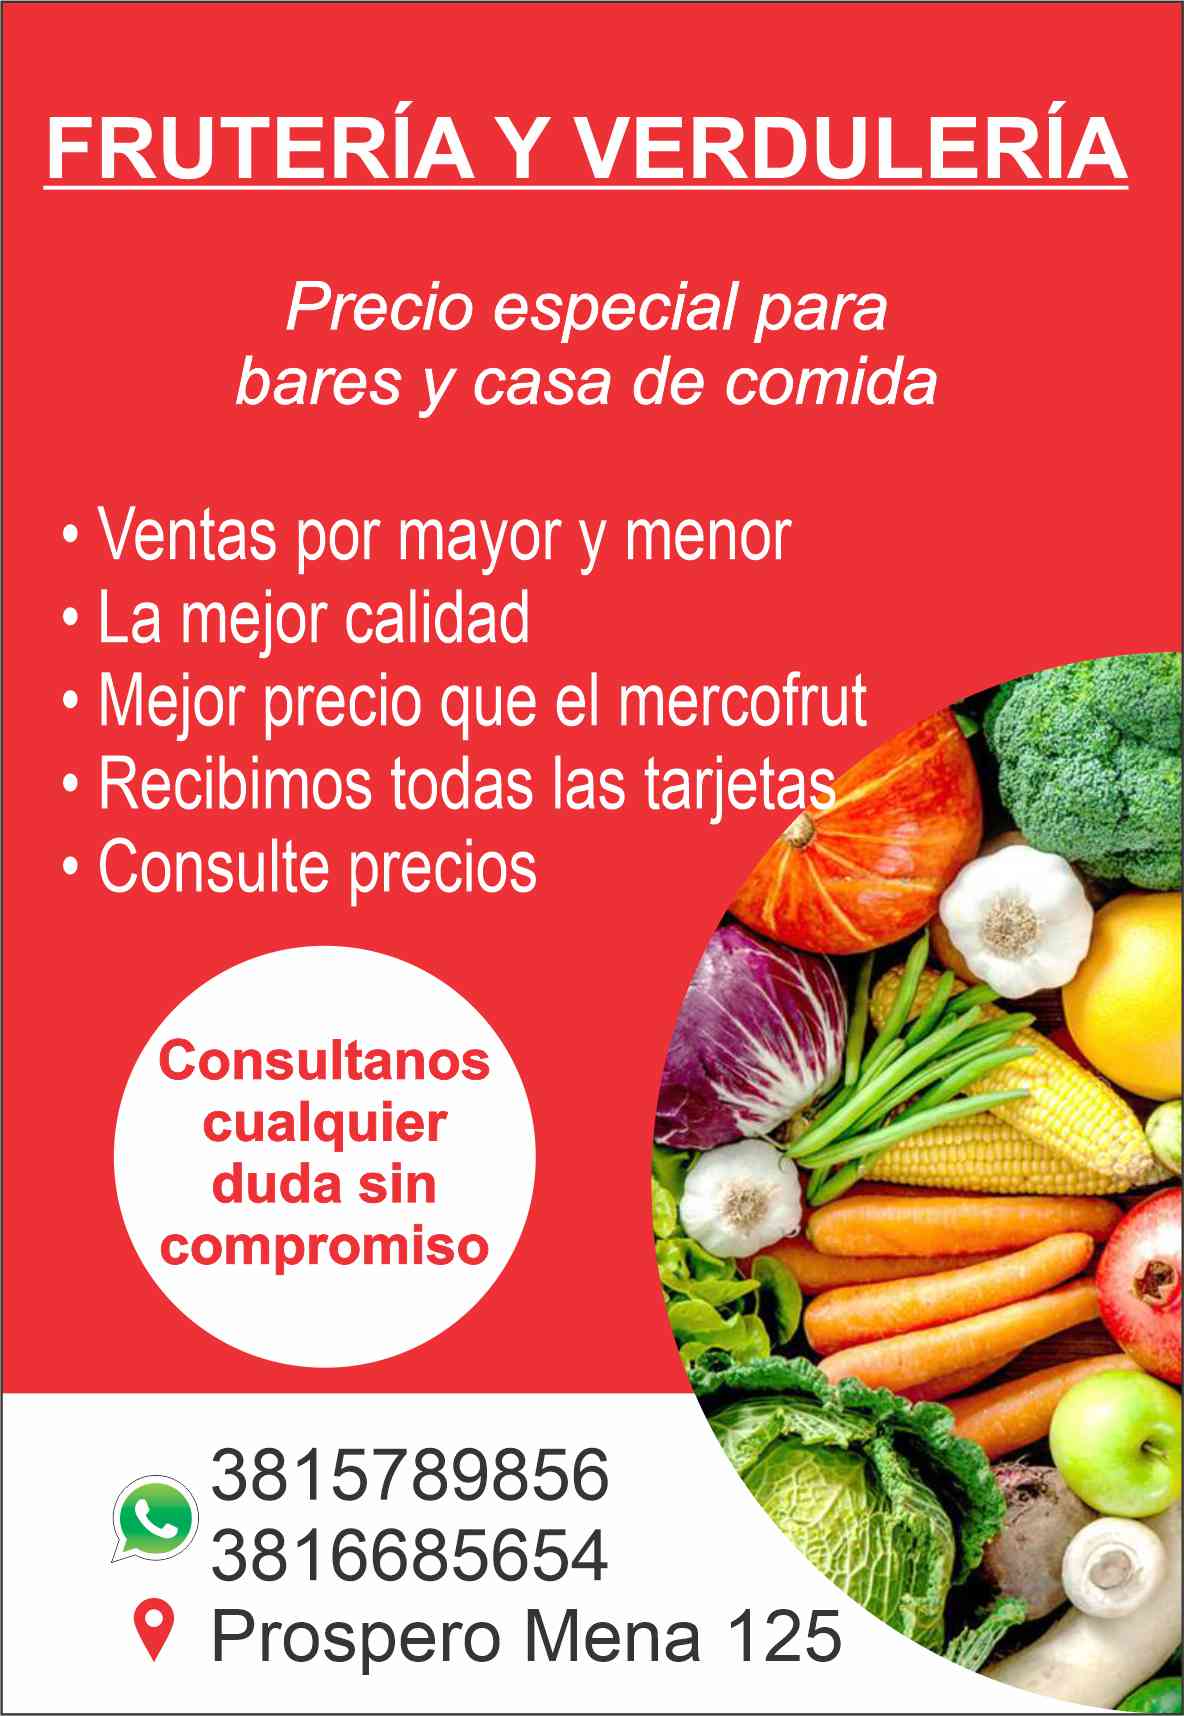 FRUTERÍA Y VERDULERÍA
Precio especial para
bares y casa de comida
• Ventas por mayor y menor
• La mejor calidad
• Mejor precio que el mercofrut
• Recibimos todas las tarjetas
• Consulte precios
Consultanos
cualquier
duda sin
compromiso
3815789856
3816685654
Prospero Mena 125